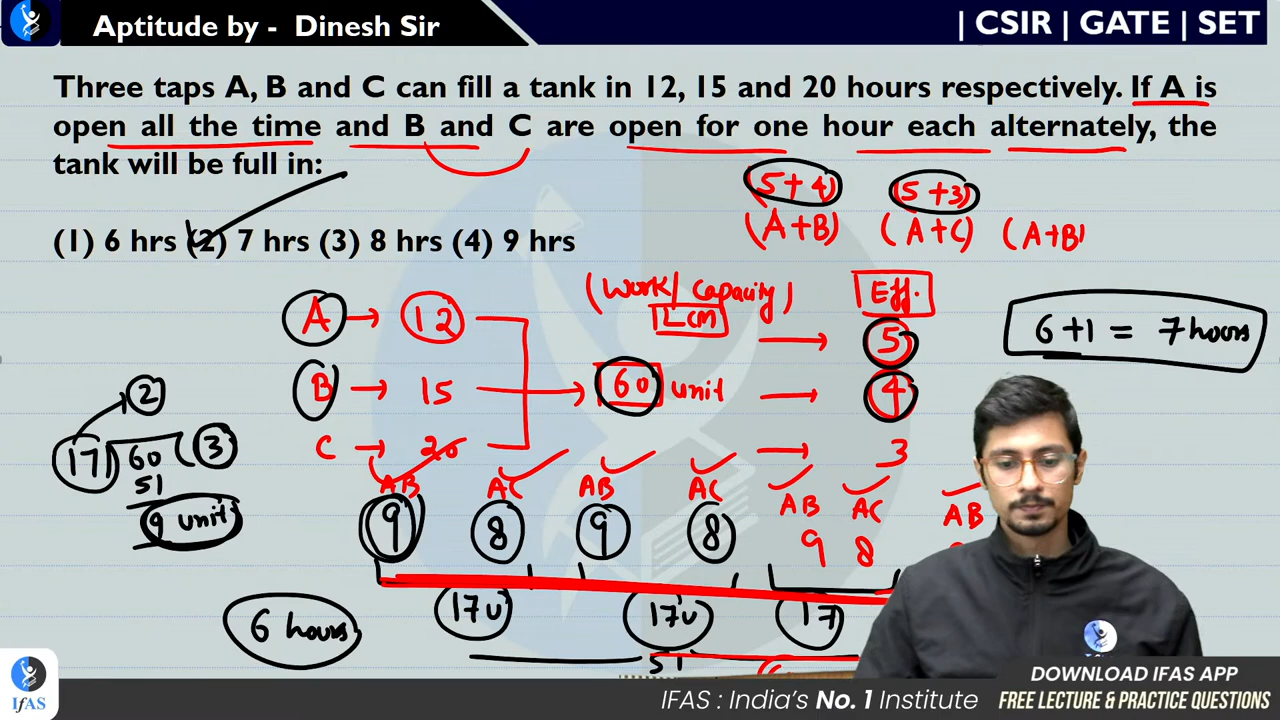 Aptitude by - Dinesh Sir
| CSIR | GATE | SET
Three taps A, B and C can fill a tank in 12, 15 and 20 hours respectively. If A is
open all the time and B and C are open for one hour each alternately, the
tank will be full in:
(5+4) (5+3)
(A+B) (A+C) (A+B)
(1) 6 hrs (2) 7 hrs (3) 8 hrs (4) 9 hrs
(Work/Capacity) Eff.
LCM
A → 12 → 5
6 + 1 = 7 hours
B → 15 → 60 unit → 4
2
17) 60 (3
C → 20 → 3
51
9 unit
AB AC AB AC AB AC AB
9 8 9 8 9 8
6 hours 17U 17U 17
51
IFAS
DOWNLOAD IFAS APP
IFAS : India's No. 1 Institute
FREE LECTURE & PRACTICE QUESTIONS